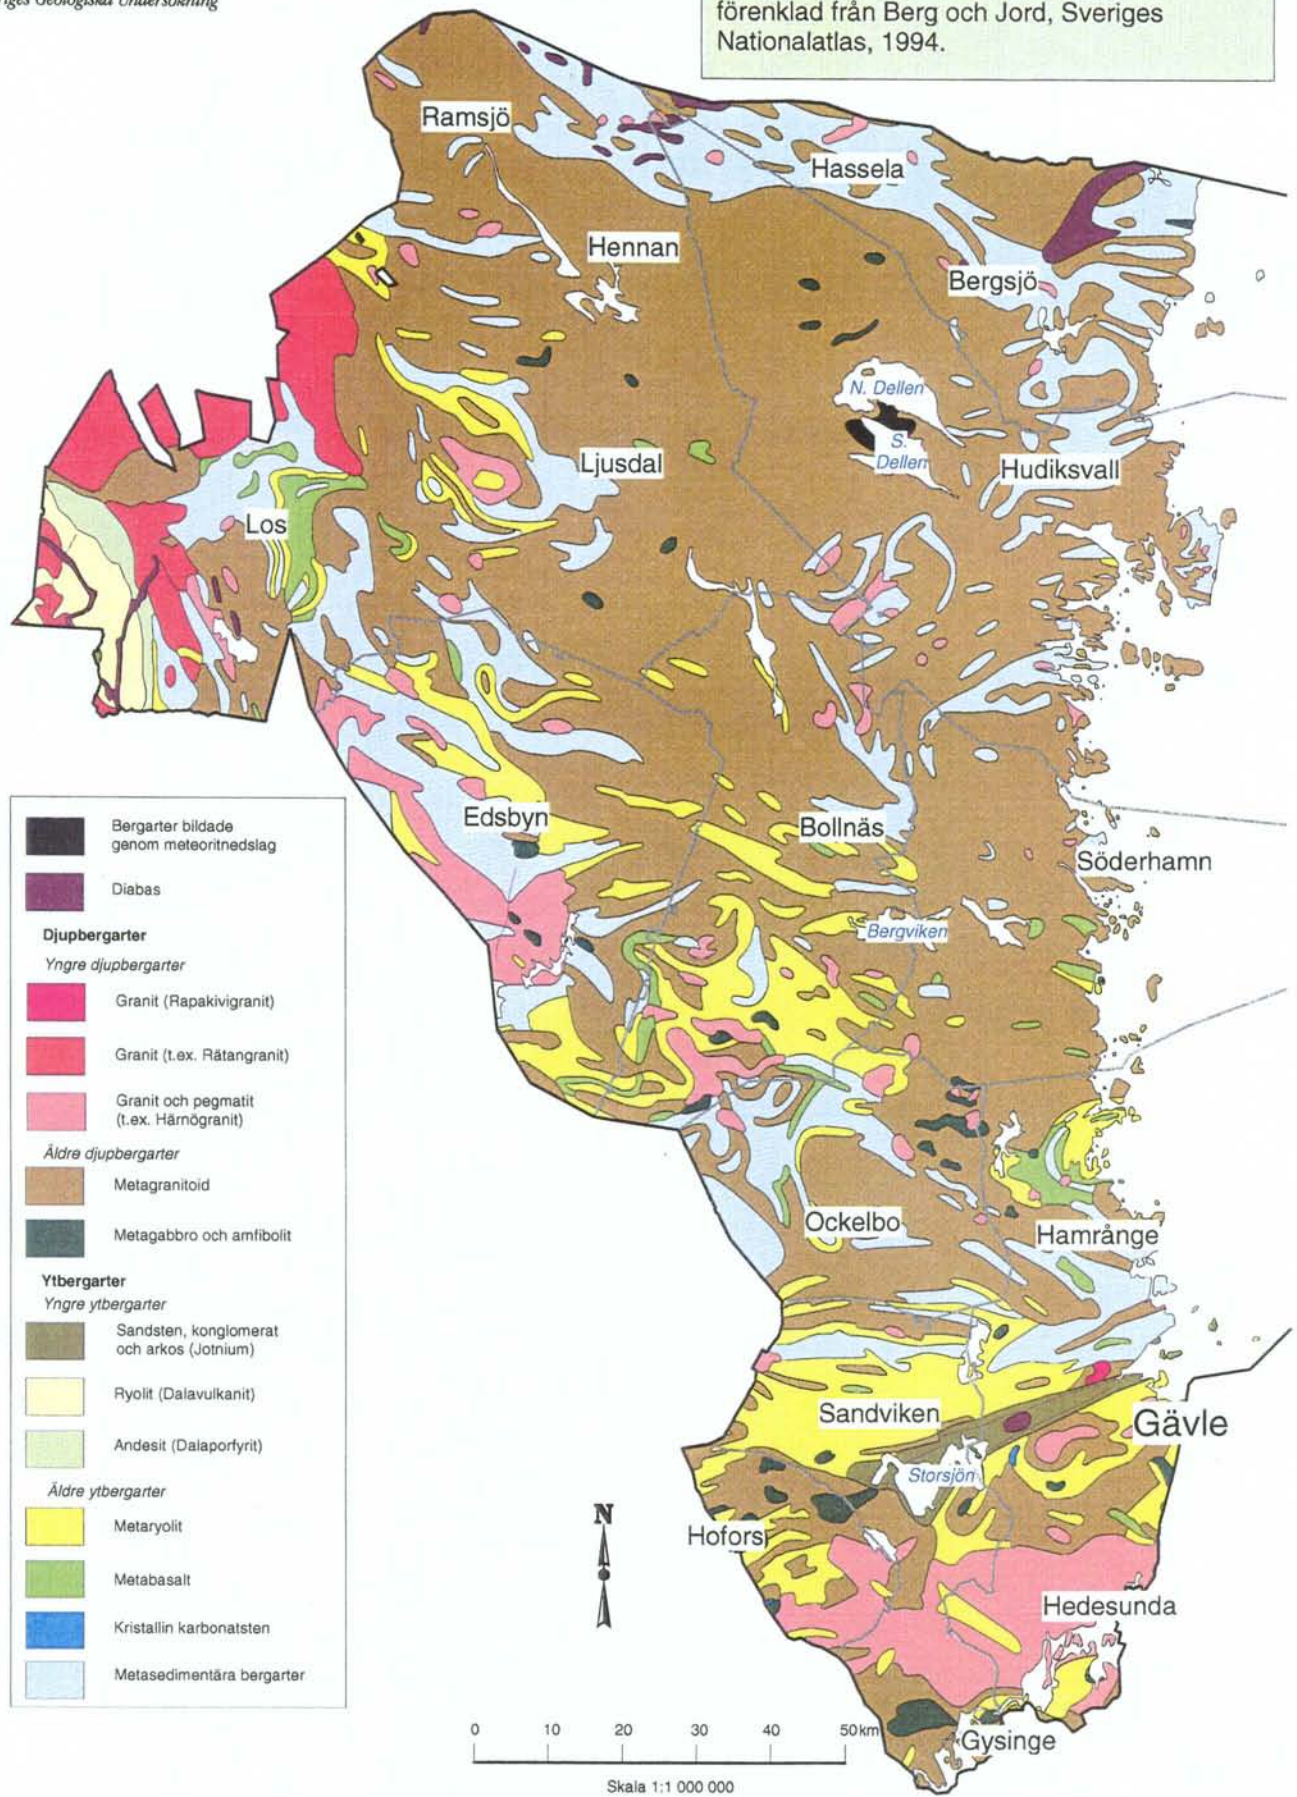 riges Geologiska Undersökning
förenklad från Berg och Jord, Sveriges
Nationalatlas, 1994.
Ramsjö
Hassela
Hennan
Bergsjö
N. Dellen
S.
Dellen
Ljusdal
Hudiksvall
Los
Edsbyn
Bollnäs
Söderhamn
Bergviken
Ockelbo
Hamrånge
Sandviken
Gävle
Storsjön
Hofors
Hedesunda
Gysinge
Bergarter bildade
genom meteoritnedslag
Diabas
Djupbergarter
Yngre djupbergarter
Granit (Rapakivigranit)
Granit (t.ex. Rätangranit)
Granit och pegmatit
(t.ex. Härnögranit)
Äldre djupbergarter
Metagranitoid
Metagabbro och amfibolit
Ytbergarter
Yngre ytbergarter
Sandsten, konglomerat
och arkos (Jotnium)
Ryolit (Dalavulkanit)
Andesit (Dalaporfyrit)
Äldre ytbergarter
Metaryolit
Metabasalt
Kristallin karbonatsten
Metasedimentära bergarter
N
0 10 20 30 40 50km
Skala 1:1 000 000